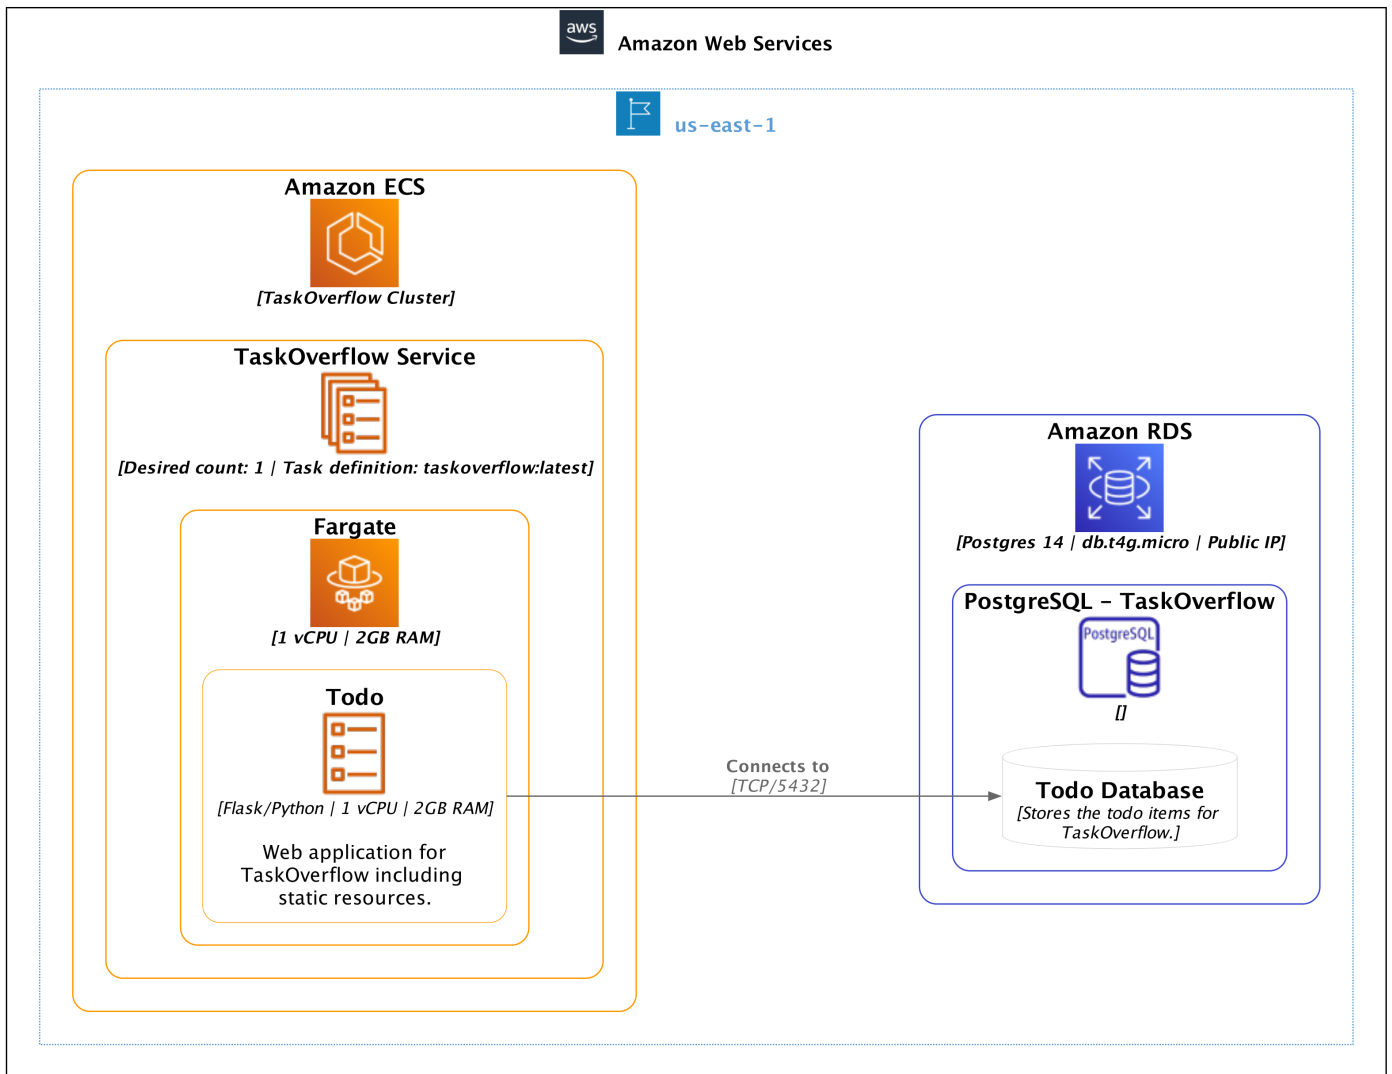 aws
Amazon Web Services
us-east-1
Amazon ECS
[TaskOverflow Cluster]
TaskOverflow Service
[Desired count: 1 | Task definition: taskoverflow:latest]
Fargate
[1 vCPU | 2GB RAM]
Todo
[Flask/Python | 1 vCPU | 2GB RAM]
Web application for
TaskOverflow including
static resources.
Connects to
[TCP/5432]
Amazon RDS
[Postgres 14 | db.t4g.micro | Public IP]
PostgreSQL - TaskOverflow
PostgreSQL
[]
Todo Database
[Stores the todo items for
TaskOverflow.]